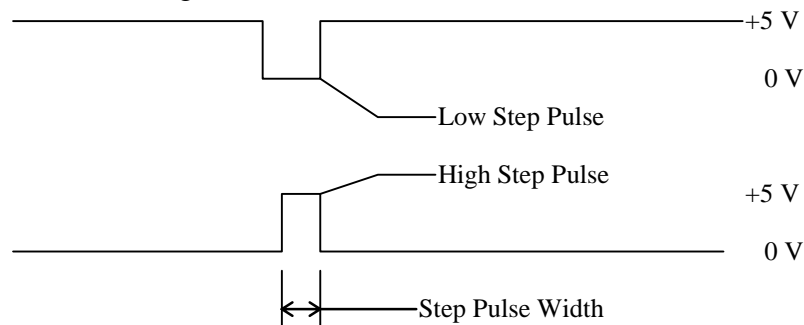 +5 V
0 V
Low Step Pulse
High Step Pulse
+5 V
0 V
Step Pulse Width